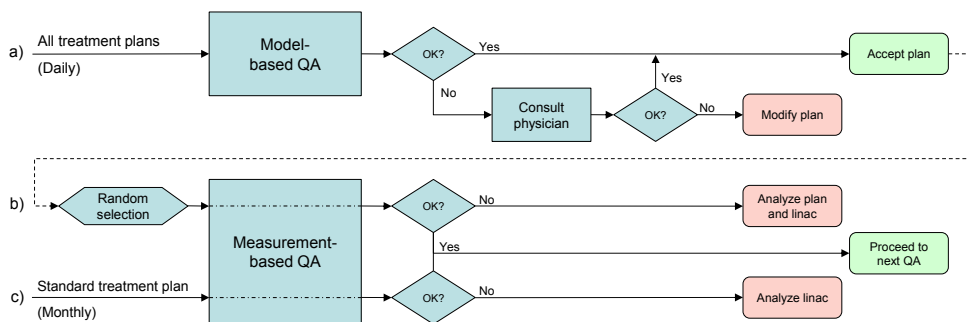 a)
All treatment plans
(Daily)
Model-
based QA
OK?
Yes
No
Consult
physician
OK?
Yes
No
Accept plan
Modify plan
b)
Random
selection
Measurement-
based QA
OK?
No
Yes
Analyze plan
and linac
Proceed to
next QA
c)
Standard treatment plan
(Monthly)
OK?
No
Analyze linac